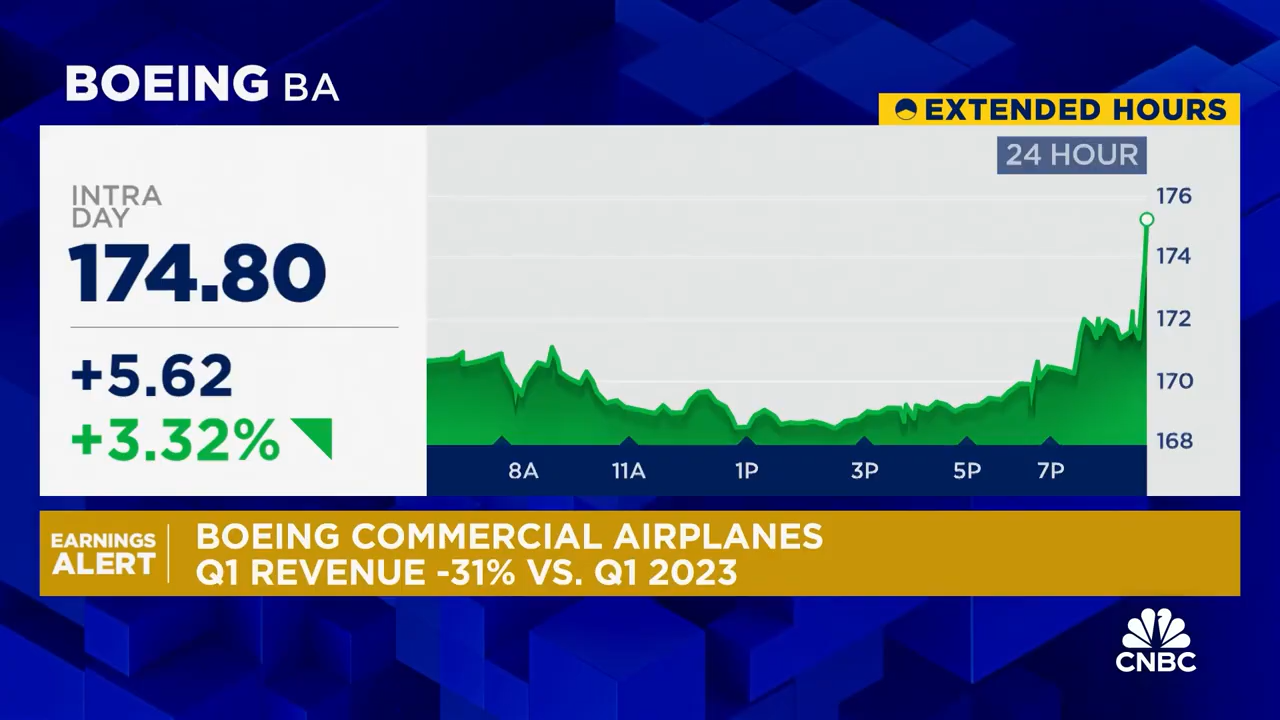 BOEING BA
EXTENDED HOURS
24 HOUR
INTRA
DAY
174.80
+5.62
+3.32%
176
174
172
170
168
8A 11A 1P 3P 5P 7P
EARNINGS
ALERT
BOEING COMMERCIAL AIRPLANES
Q1 REVENUE -31% VS. Q1 2023
CNBC